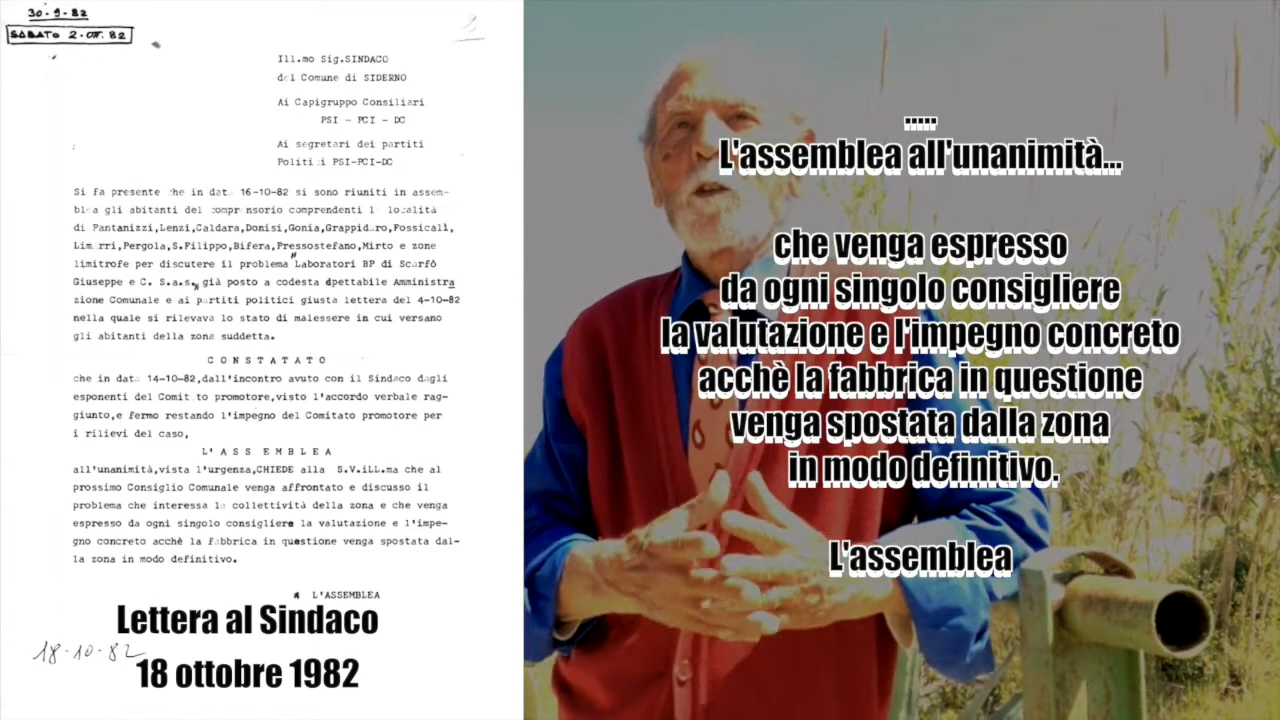 30-9-82
SABATO 2-OTT. 82
Ill.mo Sig.SINDACO
del Comune di SIDERNO
Ai Capigruppo Consiliari
PSI - PCI - DC
Ai segretari dei partiti
Politici PSI-PCI-DC
Si fa presente che in data 16-10-82 si sono riuniti in assem-
blea gli abitanti del comprensorio comprendenti l località
di Pantanizzi,Lenzi,Caldara,Donisi,Gonia,Grappidaro,Fossicall,
Limarri,Pergola,S.Filippo,Bifera,Pressostefano,Mirto e zone
limitrofe per discutere il problema "Laboratori BP di Scarfò
Giuseppe e C. S.a.s." già posto a codesta spettabile Amministra
zione Comunale e ai partiti politici giusta lettera del 4-10-82
nella quale si rilevava lo stato di malessere in cui versano
gli abitanti della zona suddetta.
C O N S T A T A T O
che in data 14-10-82,dall'incontro avuto con il Sindaco dagli
esponenti del Comitato promotore,visto l'accordo verbale rag-
giunto,e fermo restando l'impegno del Comitato promotore per
i rilievi del caso,
L' A S S E M B L E A
all'unanimità,vista l'urgenza,CHIEDE alla S.V.iLL.ma che al
prossimo Consiglio Comunale venga affrontato e discusso il
problema che interessa la collettività della zona e che venga
espresso da ogni singolo consigliere la valutazione e l'impe-
gno concreto acchè la fabbrica in questione venga spostata dal-
la zona in modo definitivo.
L'ASSEMBLEA
18-10-82
Lettera al Sindaco
18 ottobre 1982
.....
L'assemblea all'unanimità...
che venga espresso
da ogni singolo consigliere
la valutazione e l'impegno concreto
acchè la fabbrica in questione
venga spostata dalla zona
in modo definitivo.
L'assemblea